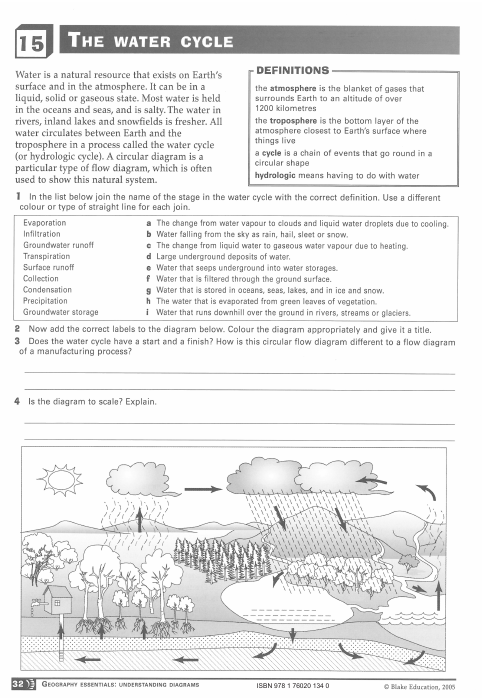 15 THE WATER CYCLE
Water is a natural resource that exists on Earth's
surface and in the atmosphere. It can be in a
liquid, solid or gaseous state. Most water is held
in the oceans and seas, and is salty. The water in
rivers, inland lakes and snowfields is fresher. All
water circulates between Earth and the
troposphere in a process called the water cycle
(or hydrologic cycle). A circular diagram is a
particular type of flow diagram, which is often
used to show this natural system.
DEFINITIONS
the atmosphere is the blanket of gases that
surrounds Earth to an altitude of over
1200 kilometres
the troposphere is the bottom layer of the
atmosphere closest to Earth's surface where
things live
a cycle is a chain of events that go round in a
circular shape
hydrologic means having to do with water
1 In the list below join the name of the stage in the water cycle with the correct definition. Use a different
colour or type of straight line for each join.
Evaporation a The change from water vapour to clouds and liquid water droplets due to cooling.
Infiltration b Water falling from the sky as rain, hail, sleet or snow.
Groundwater runoff c The change from liquid water to gaseous water vapour due to heating.
Transpiration d Large underground deposits of water.
Surface runoff e Water that seeps underground into water storages.
Collection f Water that is filtered through the ground surface.
Condensation g Water that is stored in oceans, seas, lakes, and in ice and snow.
Precipitation h The water that is evaporated from green leaves of vegetation.
Groundwater storage i Water that runs downhill over the ground in rivers, streams or glaciers.
2 Now add the correct labels to the diagram below. Colour the diagram appropriately and give it a title.
3 Does the water cycle have a start and a finish? How is this circular flow diagram different to a flow diagram
of a manufacturing process?
4 Is the diagram to scale? Explain.
32 GEOGRAPHY ESSENTIALS: UNDERSTANDING DIAGRAMS ISBN 978 1 76020 134 0 © Blake Education, 2005